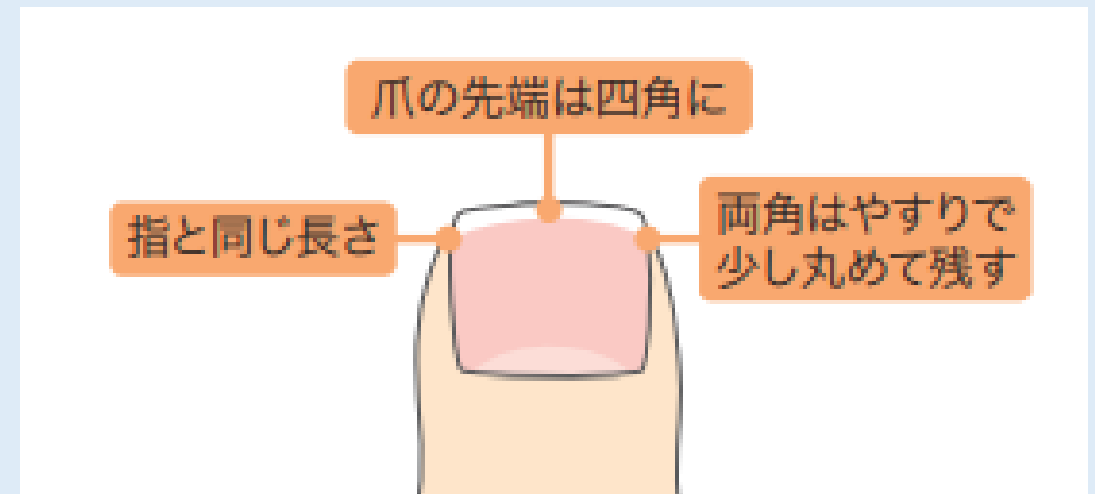 爪の先端は四角に
指と同じ長さ
両角はやすりで
少し丸めて残す